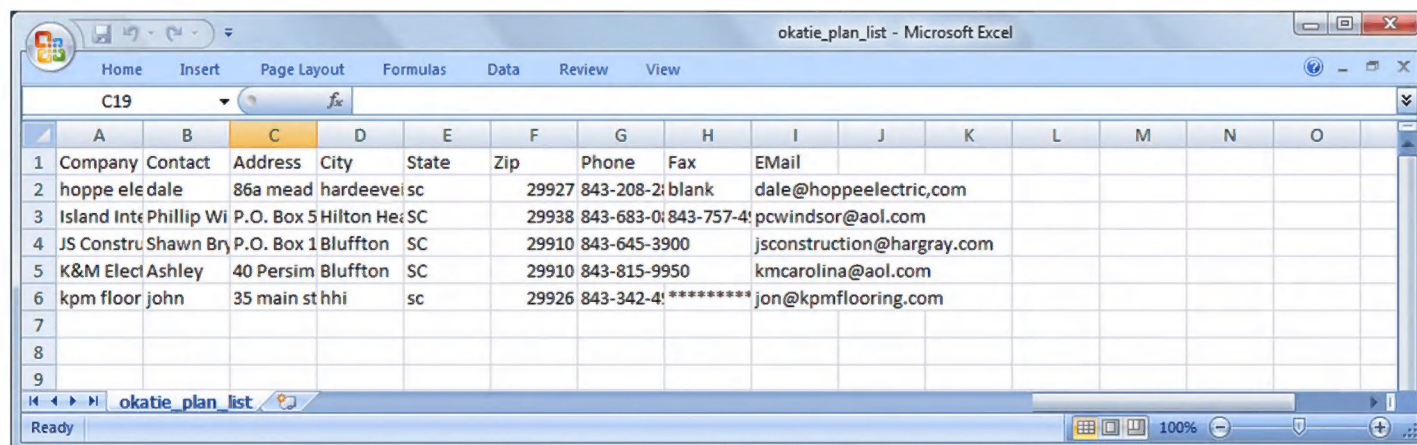 okatie_plan_list - Microsoft Excel
Home Insert Page Layout Formulas Data Review View
C19 fx
A B C D E F G H I J K L M N O
1 Company Contact Address City State Zip Phone Fax EMail
2 hoppe ele dale 86a mead hardeevei sc 29927 843-208-28 blank dale@hoppeelectric,com
3 Island Inte Phillip Wi P.O. Box 5 Hilton Hea SC 29938 843-683-08 843-757-49 pcwindsor@aol.com
4 JS Constru Shawn Bry P.O. Box 1 Bluffton SC 29910 843-645-3900 jsconstruction@hargray.com
5 K&M Elect Ashley 40 Persim Bluffton SC 29910 843-815-9950 kmcarolina@aol.com
6 kpm floor john 35 main st hhi sc 29926 843-342-49 ********* jon@kpmflooring.com
7
8
9
okatie_plan_list
Ready 100%